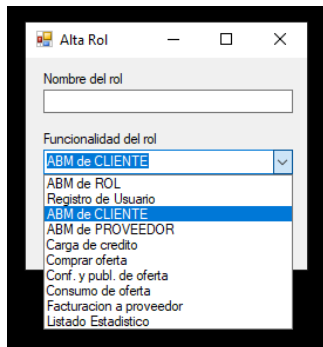 Alta Rol
Nombre del rol
Funcionalidad del rol
ABM de CLIENTE
ABM de ROL
Registro de Usuario
ABM de CLIENTE
ABM de PROVEEDOR
Carga de credito
Comprar oferta
Conf. y publ. de oferta
Consumo de oferta
Facturacion a proveedor
Listado Estadistico